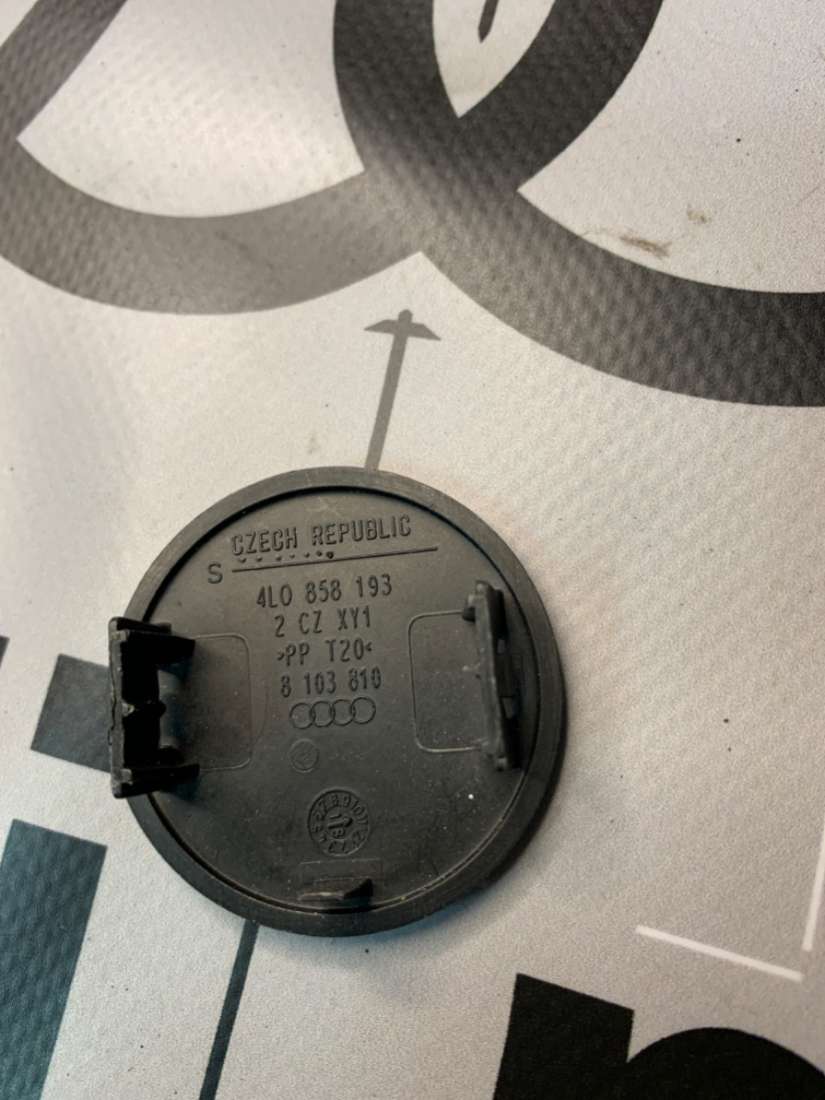 CZECH REPUBLIC
S
4L0 858 193
2 CZ XY1
>PP T20<
8 103 810